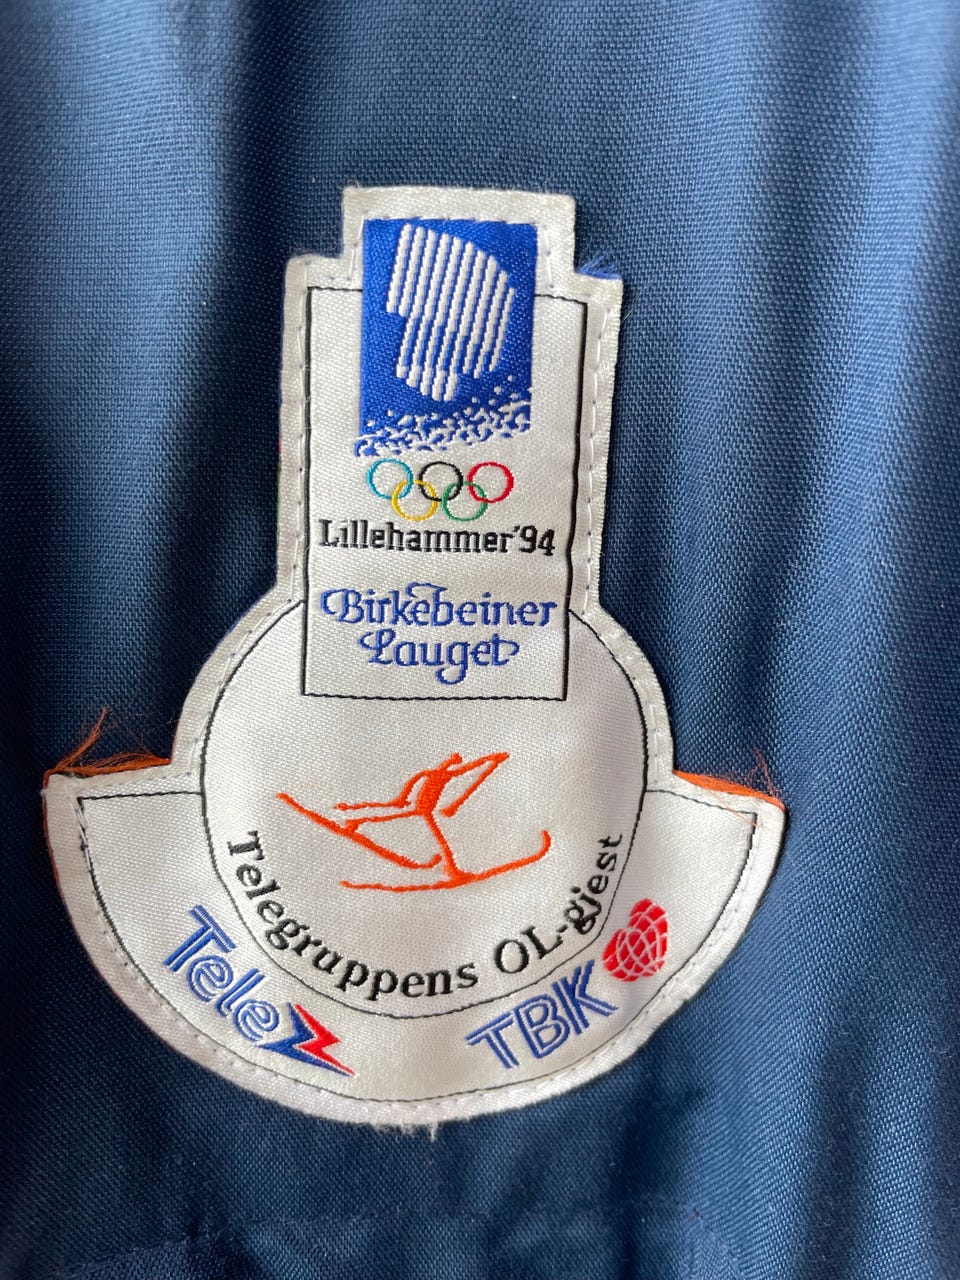 Lillehammer'94
Birkebeiner
Lauget
Telegruppens OL-gjest
Tele
TBK